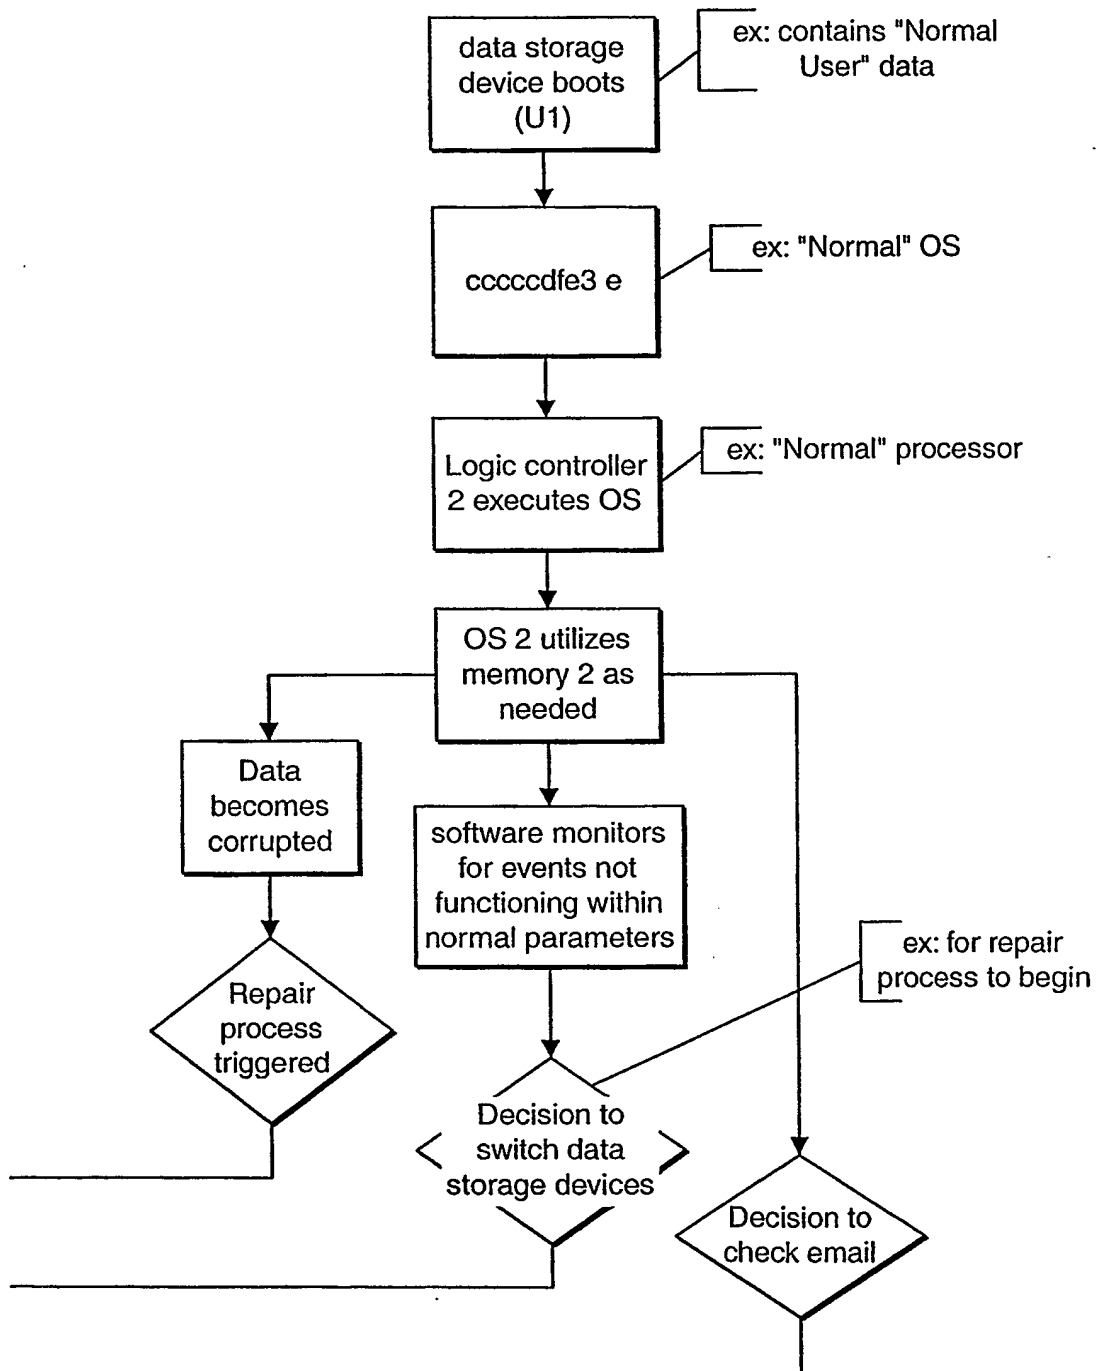 data storage
device boots
(U1)
ex: contains "Normal
User" data
cccccdfe3 e
ex: "Normal" OS
Logic controller
2 executes OS
ex: "Normal" processor
OS 2 utilizes
memory 2 as
needed
Data
becomes
corrupted
software monitors
for events not
functioning within
normal parameters
ex: for repair
process to begin
Repair
process
triggered
Decision to
switch data
storage devices
Decision to
check email